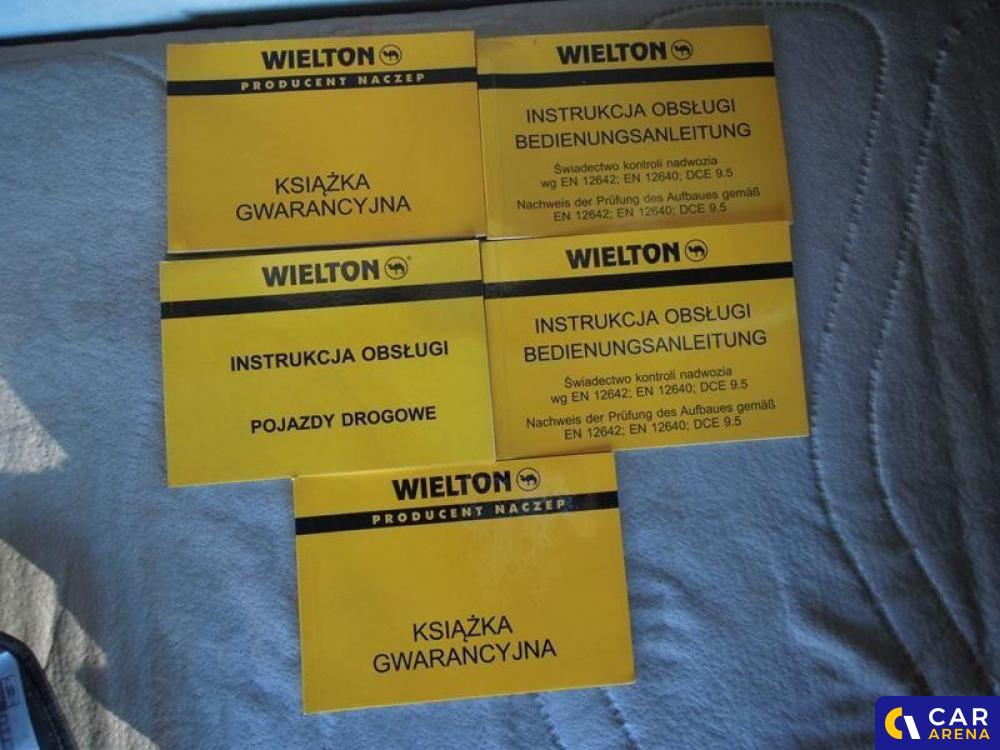 WIELTON
PRODUCENT NACZEP
KSIĄŻKA
GWARANCYJNA
WIELTON
INSTRUKCJA OBSŁUGI
BEDIENUNGSANLEITUNG
Świadectwo kontroli nadwozia
wg EN 12642; EN 12640; DCE 9.5
Nachweis der Prüfung des Aufbaues gemäß
EN 12642; EN 12640; DCE 9.5
WIELTON®
INSTRUKCJA OBSŁUGI
POJAZDY DROGOWE
WIELTON
INSTRUKCJA OBSŁUGI
BEDIENUNGSANLEITUNG
Świadectwo kontroli nadwozia
wg EN 12642; EN 12640; DCE 9.5
Nachweis der Prüfung des Aufbaues gemäß
EN 12642; EN 12640; DCE 9.5
WIELTON
PRODUCENT NACZEP
KSIĄŻKA
GWARANCYJNA
CAR
ARENA